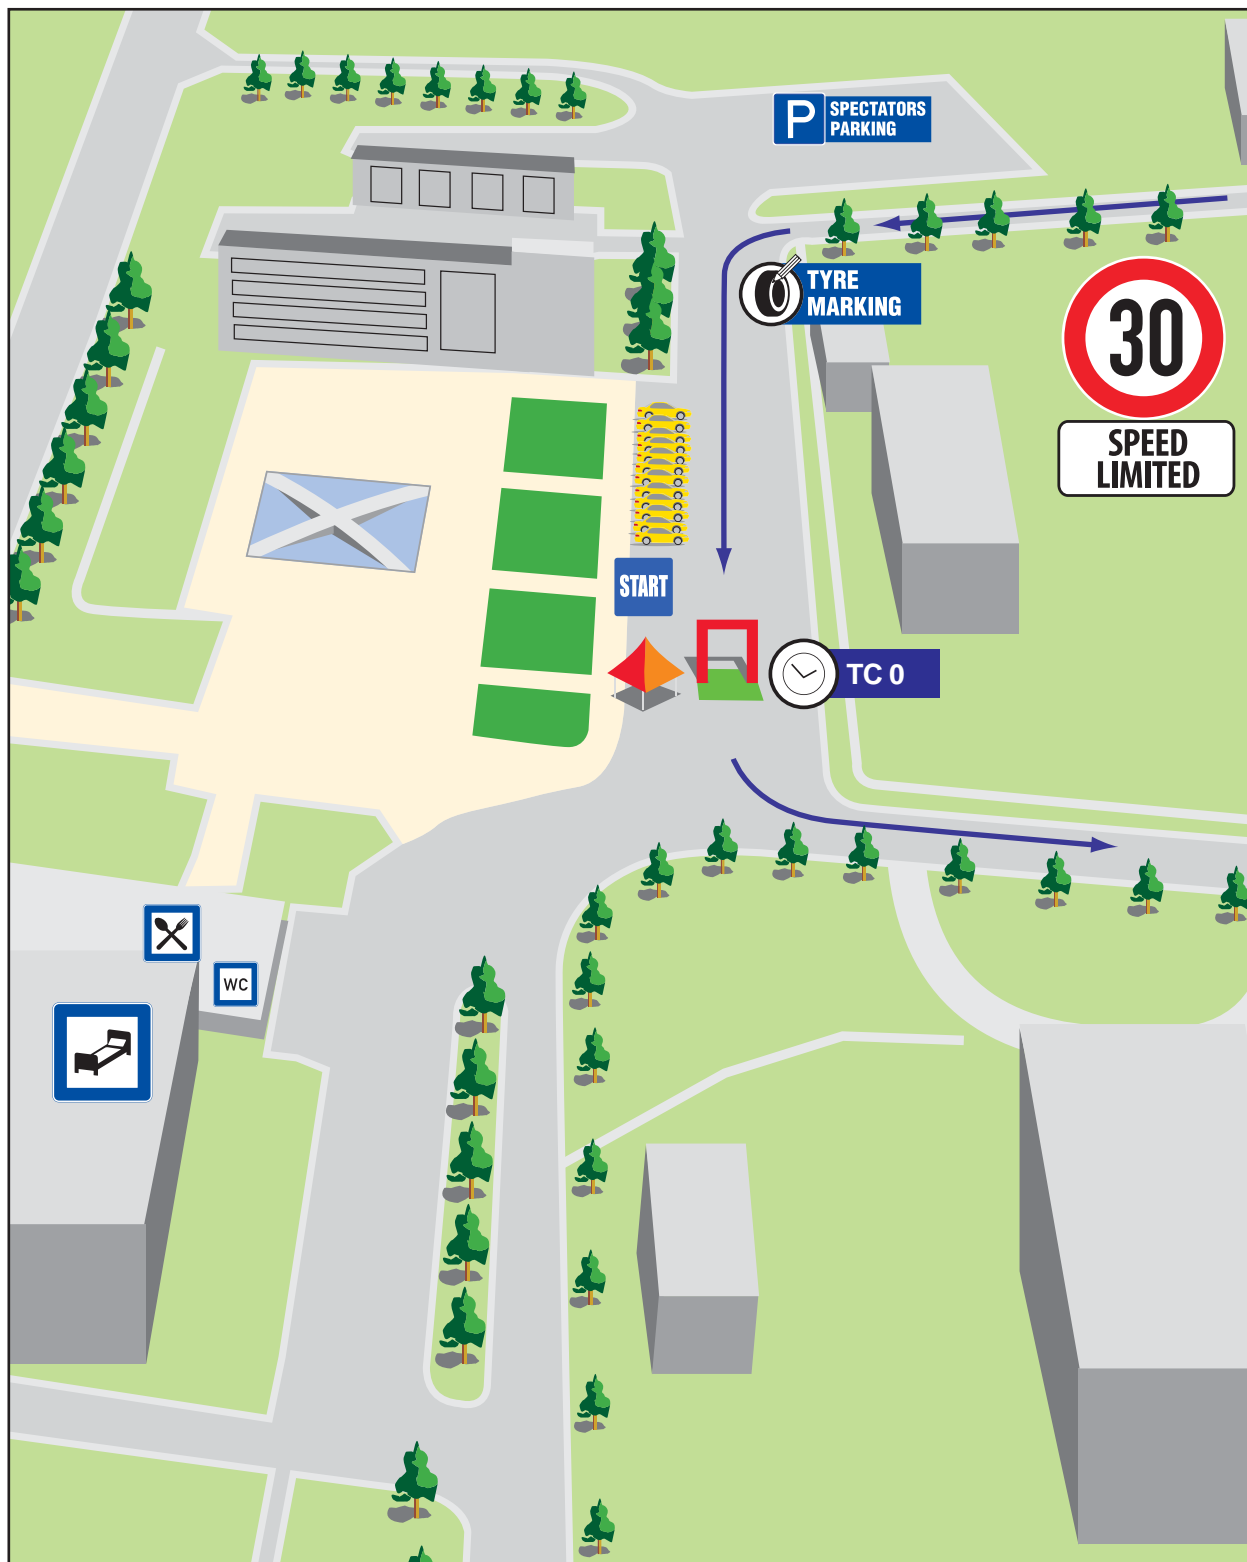 P
SPECTATORS
PARKING
TYRE
MARKING
30
SPEED
LIMITED
START
TC 0
WC